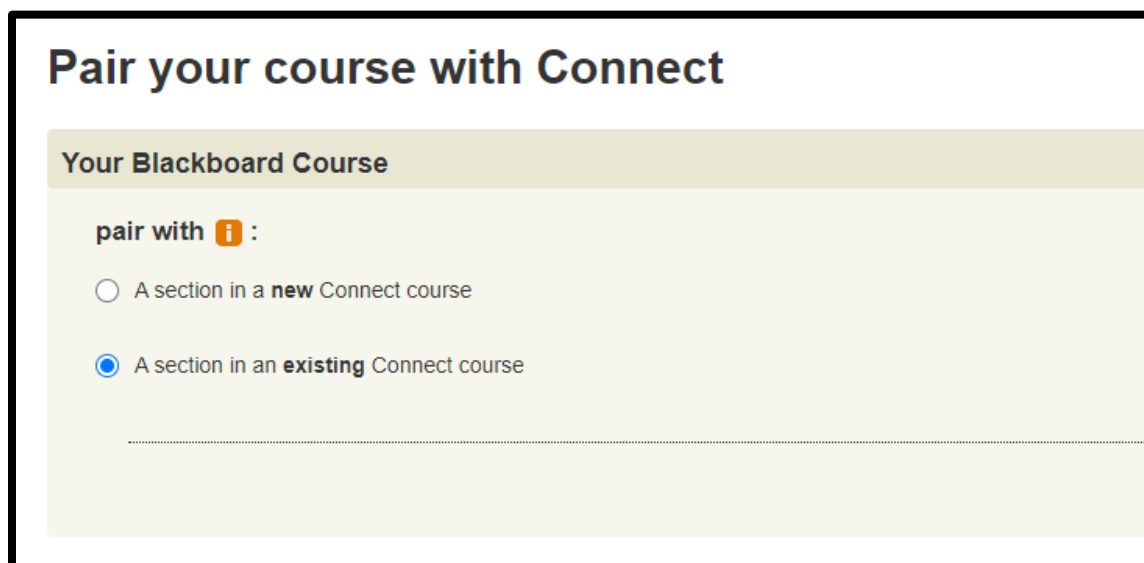 Pair your course with Connect
Your Blackboard Course
pair with i :
A section in a new Connect course
A section in an existing Connect course